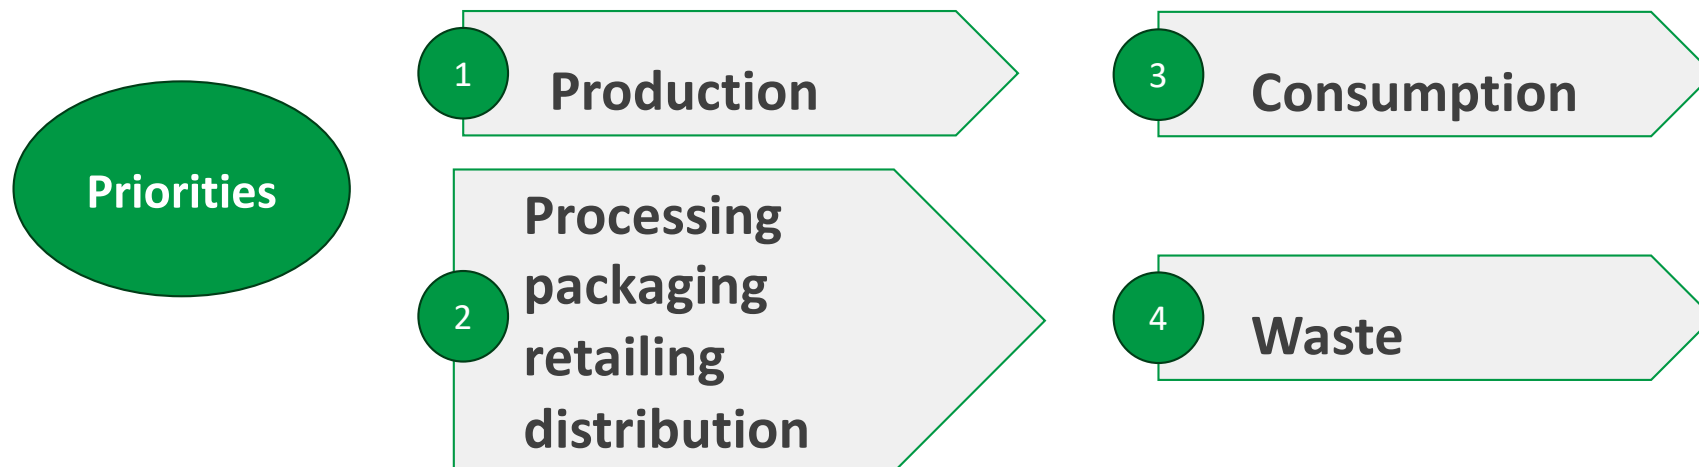 Priorities
1
Production
2
Processing
packaging
retailing
distribution
3
Consumption
4
Waste